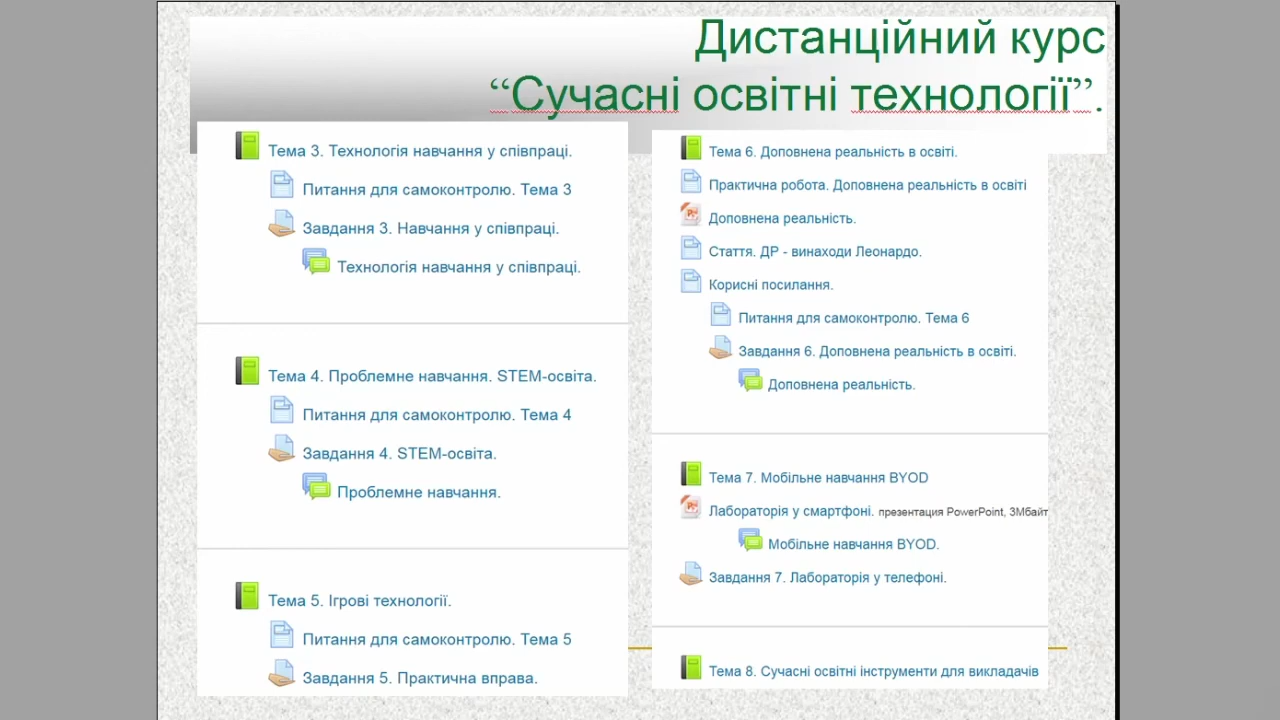 Дистанційний курс
“Сучасні освітні технології”.
Тема 3. Технологія навчання у співпраці.
Питання для самоконтролю. Тема 3
Завдання 3. Навчання у співпраці.
Технологія навчання у співпраці.
Тема 4. Проблемне навчання. STEM-освіта.
Питання для самоконтролю. Тема 4
Завдання 4. STEM-освіта.
Проблемне навчання.
Тема 5. Ігрові технології.
Питання для самоконтролю. Тема 5
Завдання 5. Практична вправа.
Тема 6. Доповнена реальність в освіті.
Практична робота. Доповнена реальність в освіті
Доповнена реальність.
Стаття. ДР - винаходи Леонардо.
Корисні посилання.
Питання для самоконтролю. Тема 6
Завдання 6. Доповнена реальність в освіті.
Доповнена реальність.
Тема 7. Мобільне навчання BYOD
Лабораторія у смартфоні. презентация PowerPoint, 3Мбайт
Мобільне навчання BYOD.
Завдання 7. Лабораторія у телефоні.
Тема 8. Сучасні освітні інструменти для викладачів